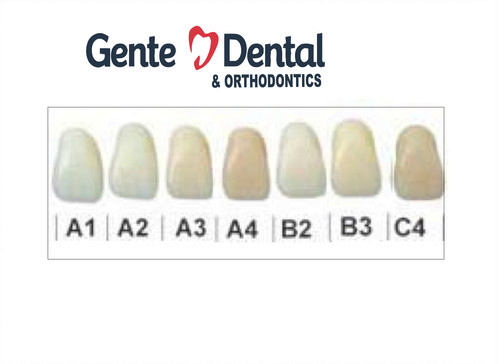 Gente Dental
& ORTHODONTICS
A1 A2 A3 A4 B2 B3 C4